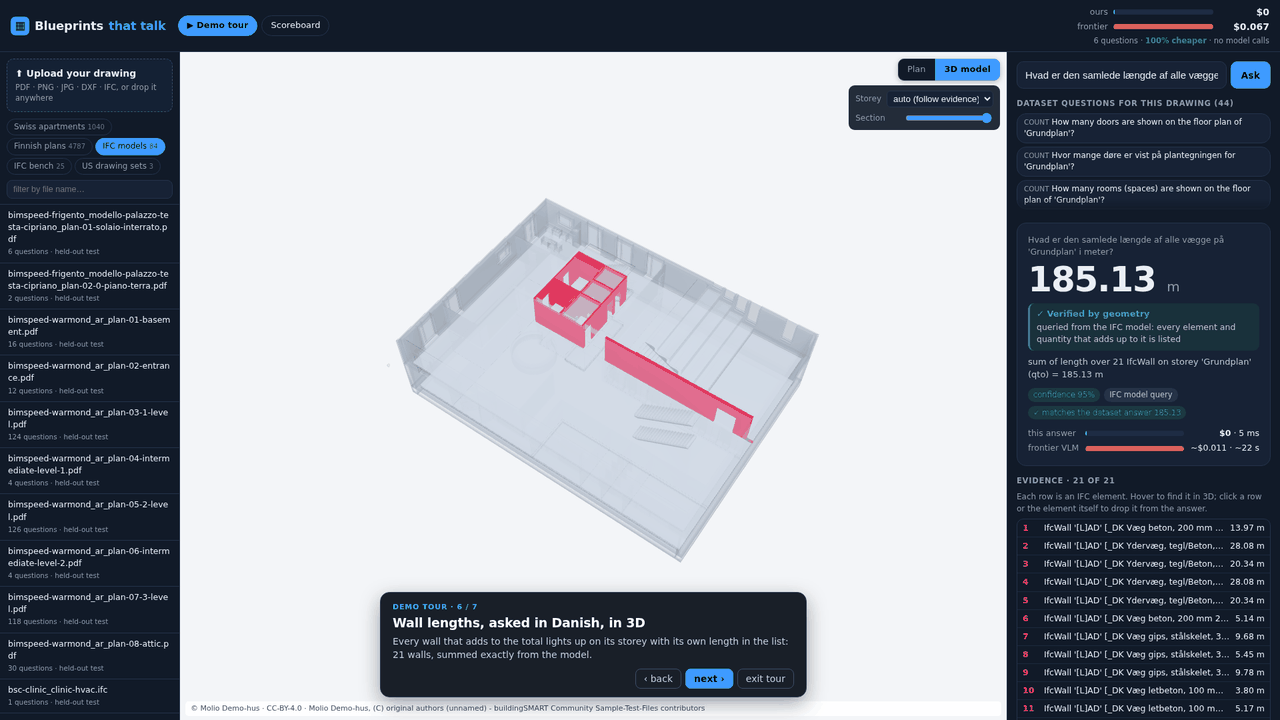 Blueprints that talk
▶ Demo tour
Scoreboard
ours $0
frontier $0.067
6 questions · 100% cheaper · no model calls
⬆ Upload your drawing
PDF · PNG · JPG · DXF · IFC, or drop it
anywhere
Swiss apartments 1040
Finnish plans 4787
IFC models 64
IFC bench 25
US drawing sets 3
filter by file name…
bimspeed-frigento_modello-palazzo-te
sta-cipriano_plan-01-solaio-interrato.p
df
6 questions · held-out test
bimspeed-frigento_modello-palazzo-te
sta-cipriano_plan-02-0-piano-terra.pdf
2 questions · held-out test
bimspeed-warmond_ar_plan-01-basem
ent.pdf
16 questions · held-out test
bimspeed-warmond_ar_plan-02-entran
ce.pdf
12 questions · held-out test
bimspeed-warmond_ar_plan-03-1-leve
l.pdf
124 questions · held-out test
bimspeed-warmond_ar_plan-04-interm
ediate-level-1.pdf
4 questions · held-out test
bimspeed-warmond_ar_plan-05-2-leve
l.pdf
126 questions · held-out test
bimspeed-warmond_ar_plan-06-interm
ediate-level-2.pdf
4 questions · held-out test
bimspeed-warmond_ar_plan-07-3-leve
l.pdf
118 questions · held-out test
bimspeed-warmond_ar_plan-08-attic.p
df
30 questions · held-out test
bsc-clinic_clinic-hvac.ifc
1 questions · held-out test
Plan
3D model
Storey auto (follow evidence)
Section
DEMO TOUR · 6 / 7
Wall lengths, asked in Danish, in 3D
Every wall that adds to the total lights up on its storey with its own length in the list:
21 walls, summed exactly from the model.
‹ back
next ›
exit tour
© Molio Demo-hus · CC-BY-4.0 · Molio Demo-hus, (C) original authors (unnamed) - buildingSMART Community Sample-Test-Files contributors
Hvad er den samlede længde af alle vægge
Ask
DATASET QUESTIONS FOR THIS DRAWING (44)
COUNT How many doors are shown on the floor plan of
'Grundplan'?
COUNT Hvor mange døre er vist på plantegningen for
'Grundplan'?
COUNT How many rooms (spaces) are shown on the floor
plan of 'Grundplan'?
Hvad er den samlede længde af alle vægge på
'Grundplan' i meter?
185.13 m
✓ Verified by geometry
queried from the IFC model: every element and
quantity that adds up to it is listed
sum of length over 21 IfcWall on storey 'Grundplan'
(qto) = 185.13 m
confidence 95%
IFC model query
✓ matches the dataset answer 185.13
this answer $0 · 5 ms
frontier VLM ~$0.011 · ~22 s
EVIDENCE · 21 OF 21
Each row is an IFC element. Hover to find it in 3D; click a row
or the element itself to drop it from the answer.
1 IfcWall '[L]AD' [_DK Væg beton, 200 mm … 13.97 m
2 IfcWall '[L]AD' [_DK Ydervæg, tegl/Beton,… 28.08 m
3 IfcWall '[L]AD' [_DK Ydervæg, tegl/Beton,… 20.34 m
4 IfcWall '[L]AD' [_DK Ydervæg, tegl/Beton,… 28.08 m
5 IfcWall '[L]AD' [_DK Ydervæg, tegl/Beton,… 20.34 m
6 IfcWall '[L]AD' [_DK Væg beton, 200 mm 2… 5.14 m
7 IfcWall '[L]AD' [_DK Væg gips, stålskelet, 3… 9.68 m
8 IfcWall '[L]AD' [_DK Væg gips, stålskelet, 3… 5.45 m
9 IfcWall '[L]AD' [_DK Væg gips, stålskelet, 3… 9.78 m
10 IfcWall '[L]AD' [_DK Væg letbeton, 100 m… 3.80 m
11 IfcWall '[L]AD' [_DK Væg letbeton, 100 m… 5.17 m